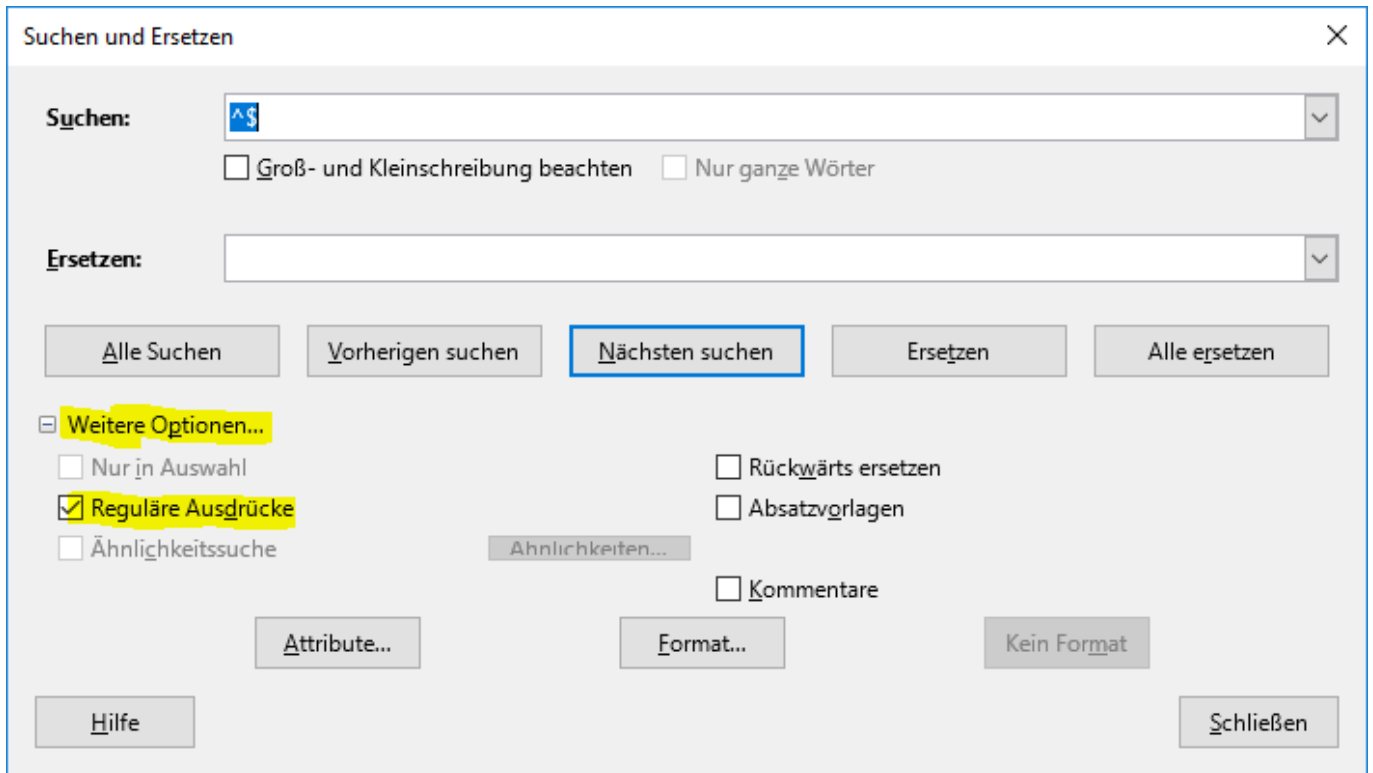 Suchen und Ersetzen
Suchen: ^$
Groß- und Kleinschreibung beachten Nur ganze Wörter
Ersetzen:
Alle Suchen Vorherigen suchen Nächsten suchen Ersetzen Alle ersetzen
Weitere Optionen...
Nur in Auswahl Rückwärts ersetzen
Reguläre Ausdrücke Absatzvorlagen
Ähnlichkeitssuche Ähnlichkeiten...
Kommentare
Attribute... Format... Kein Format
Hilfe Schließen